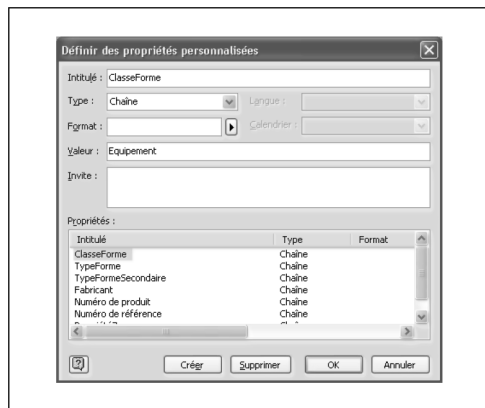 Définir des propriétés personnalisées
Intitulé : ClasseForme
Type : Chaîne Langue :
Format : Calendrier :
Valeur : Equipement
Invite :
Propriétés :
Intitulé Type Format
ClasseForme Chaîne
TypeForme Chaîne
TypeFormeSecondaire Chaîne
Fabricant Chaîne
Numéro de produit Chaîne
Numéro de référence Chaîne
Créer Supprimer OK Annuler